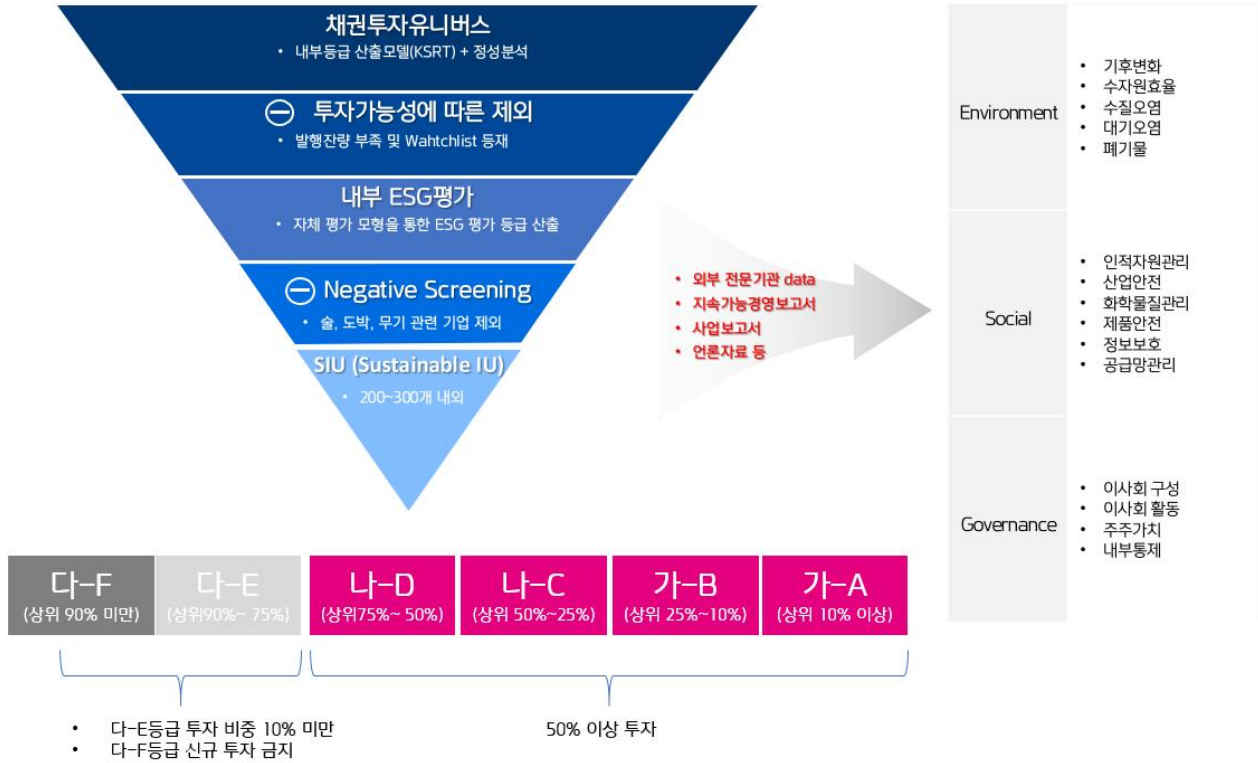 채권투자유니버스
• 내부등급 산출모델(KSRT) + 정성분석
⊖ 투자가능성에 따른 제외
• 발행잔량 부족 및 Wahtchlist 등재
내부 ESG평가
• 자체 평가 모형을 통한 ESG 평가 등급 산출
⊖ Negative Screening
• 술, 도박, 무기 관련 기업 제외
SIU (Sustainable IU)
• 200~300개 내외
• 외부 전문기관 data
• 지속가능경영보고서
• 사업보고서
• 언론자료 등
Environment
• 기후변화
• 수자원효율
• 수질오염
• 대기오염
• 폐기물
Social
• 인적자원관리
• 산업안전
• 화학물질관리
• 제품안전
• 정보보호
• 공급망관리
Governance
• 이사회 구성
• 이사회 활동
• 주주가치
• 내부통제
다-F
(상위 90% 미만)
다-E
(상위90%~ 75%)
나-D
(상위75%~ 50%)
나-C
(상위 50%~25%)
가-B
(상위 25%~10%)
가-A
(상위 10% 이상)
• 다-E등급 투자 비중 10% 미만
• 다-F등급 신규 투자 금지
50% 이상 투자